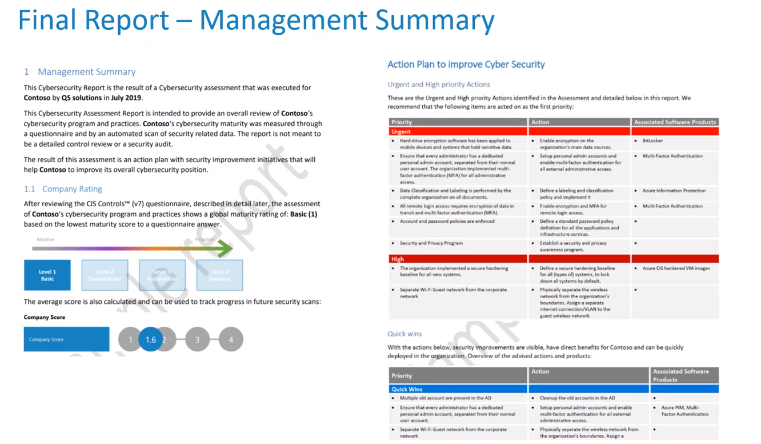 Final Report – Management Summary
1 Management Summary
This Cybersecurity Report is the result of a Cybersecurity assessment that was executed for
Contoso by QS solutions in July 2019.
This Cybersecurity Assessment Report is intended to provide an overall review of Contoso's
cybersecurity program and practices. Contoso's cybersecurity maturity was measured through
a questionnaire and by an automated scan of security related data. The report is not meant to
be a detailed control review or a security audit.
The result of this assessment is an action plan with security improvement initiatives that will
help Contoso to improve its overall cybersecurity position.
1.1 Company Rating
After reviewing the CIS Controls™ (v7) questionnaire, described in detail later, the assessment
of Contoso's cybersecurity program and practices shows a global maturity rating of: Basic (1)
based on the lowest maturity score to a questionnaire answer.
Reactive
Level 1
Basic
Level 2
Level 3
Level 4
The average score is also calculated and can be used to track progress in future security scans:
Company Score
Company Score
1 1.6 2 3 4
Action Plan to improve Cyber Security
Urgent and High priority Actions
These are the Urgent and High priority Actions identified in the Assessment and detailed below in this report. We
recommend that the following items are acted on as the first priority:
Priority Action Associated Software Products
Urgent
• Hard drive encryption software has been applied to
mobile devices and systems that hold sensitive data.
• Enable encryption on the
organization's main data sources.
• BitLocker
• Ensure that every administrator has a dedicated
personal admin account, separated from their normal
user account. The organization implemented multi-
factor authentication (MFA) for all administrative
access.
• Setup personal admin accounts and
enable multi-factor authentication for
all external administrative access.
• Multi-Factor Authentication
• Data Classification and Labeling is performed by the
complete organization on all documents.
• Define a labeling and classification
policy and implement it
• Azure Information Protection
• All remote login access requires encryption of data in
transit and multi factor authentication (MFA).
• Enable encryption and MFA for
remote login access.
• Multi-Factor Authentication
• Account and password policies are enforced
• Define a standard password policy
definition for all the applications and
infrastructure services.
•
• Security and Privacy Program
• Establish a security and privacy
awareness program.
•
High
• The organization implemented a secure hardening
baseline for all new systems.
• Define a secure hardening baseline
for all (types of) systems, to lock
down all systems by default.
• Azure CIS hardened VM images
• Separate Wi-Fi Guest network from the corporate
network
• Physically separate the wireless
network from the organization's
boundaries. Assign a separate
internet connection/VLAN to the
guest wireless network
•
Quick wins
With the actions below, security improvements are visible, have direct benefits for Contoso and can be quickly
deployed in the organization. Overview of the advised actions and products:
Priority Action Associated Software
Products
Quick Wins
• Multiple old account are present in the AD
• Cleanup the old accounts in the AD
•
• Ensure that every administrator has a dedicated
personal admin account, separated from their normal
user account.
• Setup personal admin accounts and enable
multi-factor authentication for all external
administrative access.
• Azure PIM, Multi-
Factor Authentication
• Separate Wi-Fi Guest network from the corporate
network
• Physically separate the wireless network from
the organization's boundaries. Assign a
•